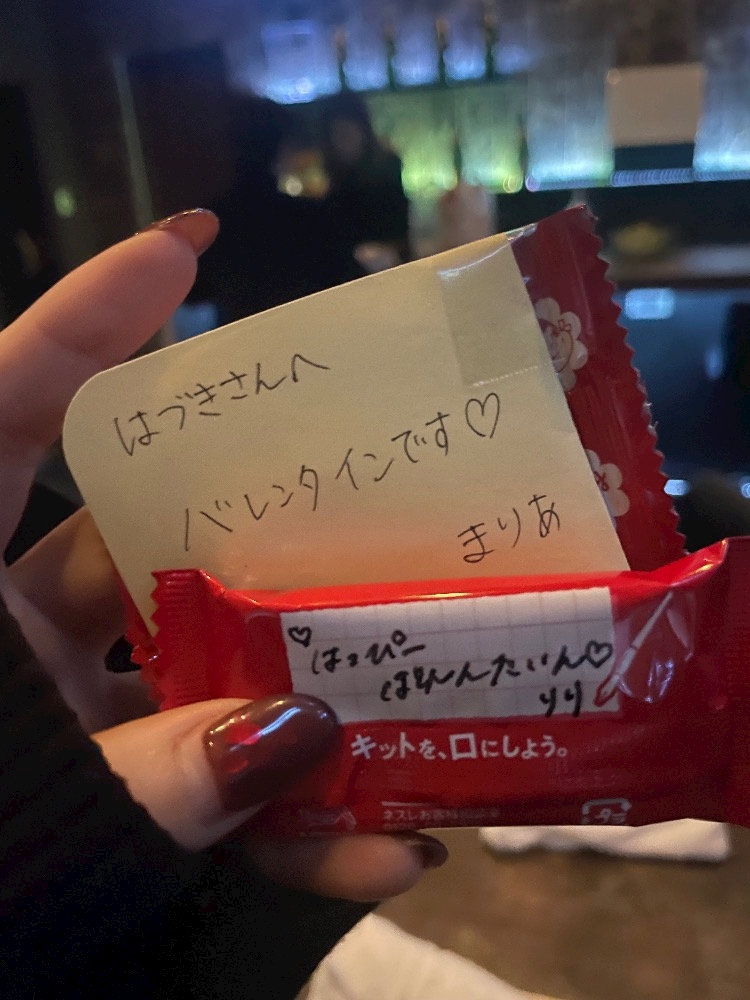 はづきさんへ
バレンタインです♡
まりあ
♡はっぴー
ばれんたいん♡
りり
キットを、口にしよう。